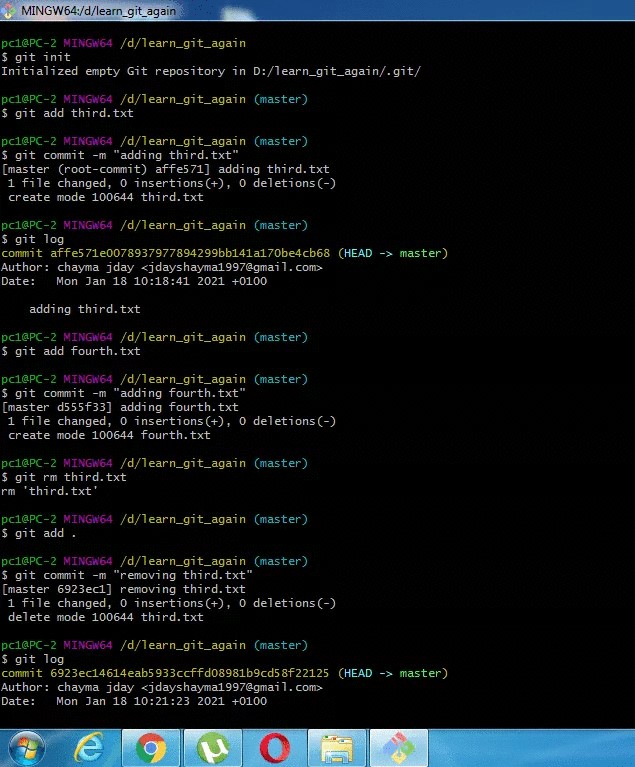 MINGW64:/d/learn_git_again
pc1@PC-2 MINGW64 /d/learn_git_again
$ git init
Initialized empty Git repository in D:/learn_git_again/.git/
pc1@PC-2 MINGW64 /d/learn_git_again (master)
$ git add third.txt
pc1@PC-2 MINGW64 /d/learn_git_again (master)
$ git commit -m "adding third.txt"
[master (root-commit) affe571] adding third.txt
1 file changed, 0 insertions(+), 0 deletions(-)
create mode 100644 third.txt
pc1@PC-2 MINGW64 /d/learn_git_again (master)
$ git log
commit affe571e0078937977894299bb141a170be4cb68 (HEAD -> master)
Author: chayma jday <jdayshayma1997@gmail.com>
Date:   Mon Jan 18 10:18:41 2021 +0100
adding third.txt
pc1@PC-2 MINGW64 /d/learn_git_again (master)
$ git add fourth.txt
pc1@PC-2 MINGW64 /d/learn_git_again (master)
$ git commit -m "adding fourth.txt"
[master d555f33] adding fourth.txt
1 file changed, 0 insertions(+), 0 deletions(-)
create mode 100644 fourth.txt
pc1@PC-2 MINGW64 /d/learn_git_again (master)
$ git rm third.txt
rm 'third.txt'
pc1@PC-2 MINGW64 /d/learn_git_again (master)
$ git add .
pc1@PC-2 MINGW64 /d/learn_git_again (master)
$ git commit -m "removing third.txt"
[master 6923ec1] removing third.txt
1 file changed, 0 insertions(+), 0 deletions(-)
delete mode 100644 third.txt
pc1@PC-2 MINGW64 /d/learn_git_again (master)
$ git log
commit 6923ec14614eab5933ccffd08981b9cd58f22125 (HEAD -> master)
Author: chayma jday <jdayshayma1997@gmail.com>
Date:   Mon Jan 18 10:21:23 2021 +0100